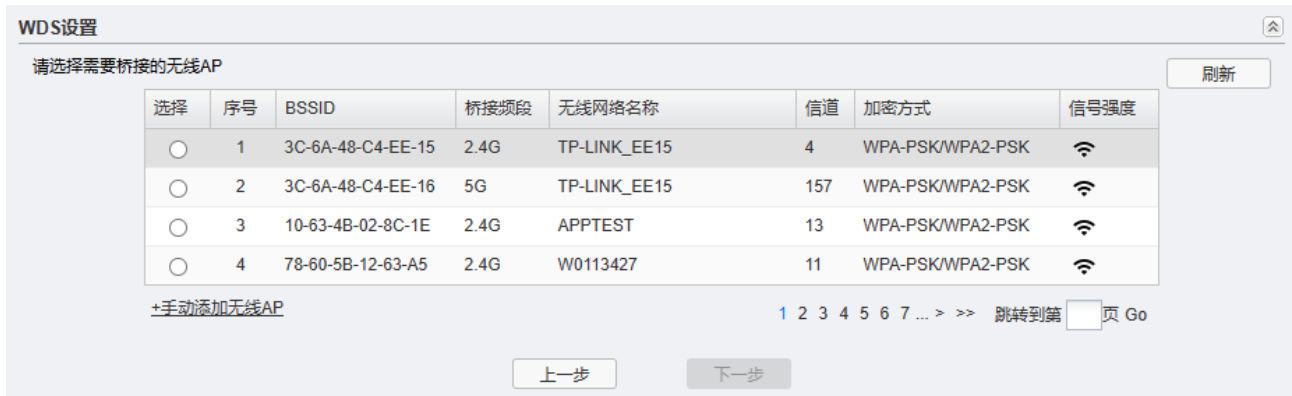 WDS设置
请选择需要桥接的无线AP
刷新
选择 序号 BSSID 桥接频段 无线网络名称 信道 加密方式 信号强度
1 3C-6A-48-C4-EE-15 2.4G TP-LINK_EE15 4 WPA-PSK/WPA2-PSK
2 3C-6A-48-C4-EE-16 5G TP-LINK_EE15 157 WPA-PSK/WPA2-PSK
3 10-63-4B-02-8C-1E 2.4G APPTEST 13 WPA-PSK/WPA2-PSK
4 78-60-5B-12-63-A5 2.4G W0113427 11 WPA-PSK/WPA2-PSK
+手动添加无线AP 1 2 3 4 5 6 7 ... > >> 跳转到第 页 Go
上一步 下一步